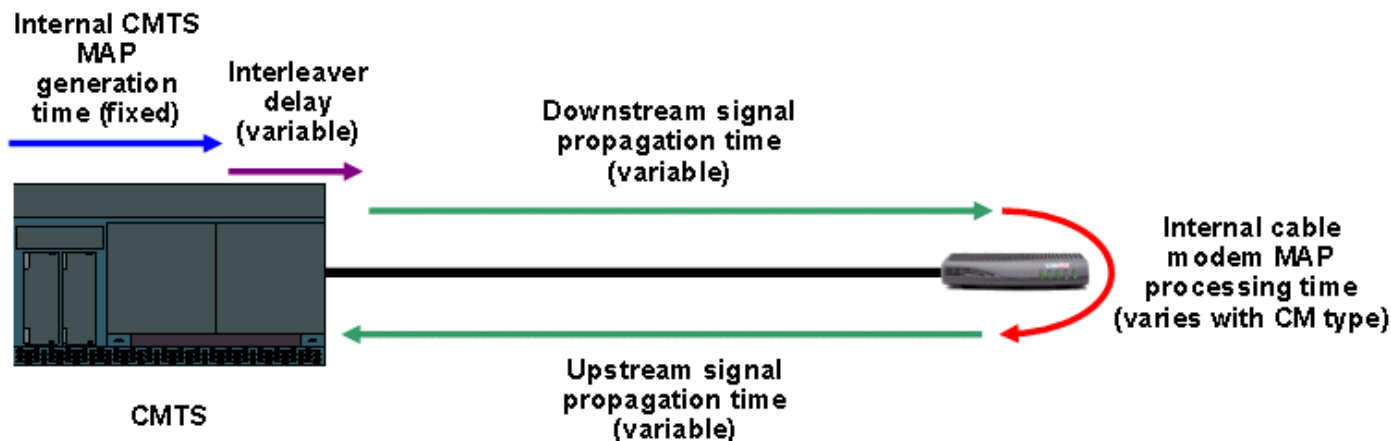 Internal CMTS
MAP
generation
time (fixed)
Interleaver
delay
(variable)
Downstream signal
propagation time
(variable)
Internal cable
modem MAP
processing time
(varies with CM type)
Upstream signal
propagation time
(variable)
CMTS